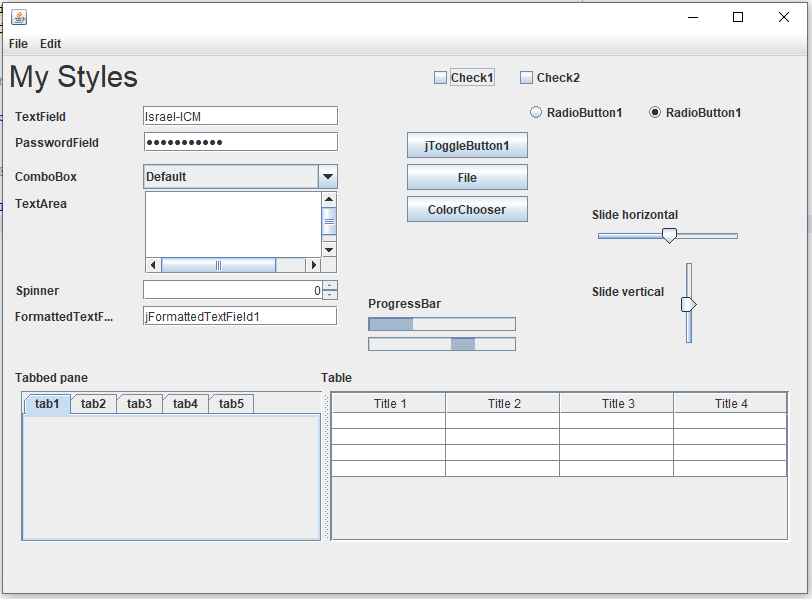 File Edit
My Styles
Check1 Check2
TextField Israel-ICM
RadioButton1 RadioButton1
PasswordField ●●●●●●●●●●●
jToggleButton1
ComboBox Default
File
TextArea
ColorChooser
Slide horizontal
Spinner 0
Slide vertical
ProgressBar
FormattedTextF... jFormattedTextField1
Tabbed pane Table
tab1 tab2 tab3 tab4 tab5
Title 1 Title 2 Title 3 Title 4